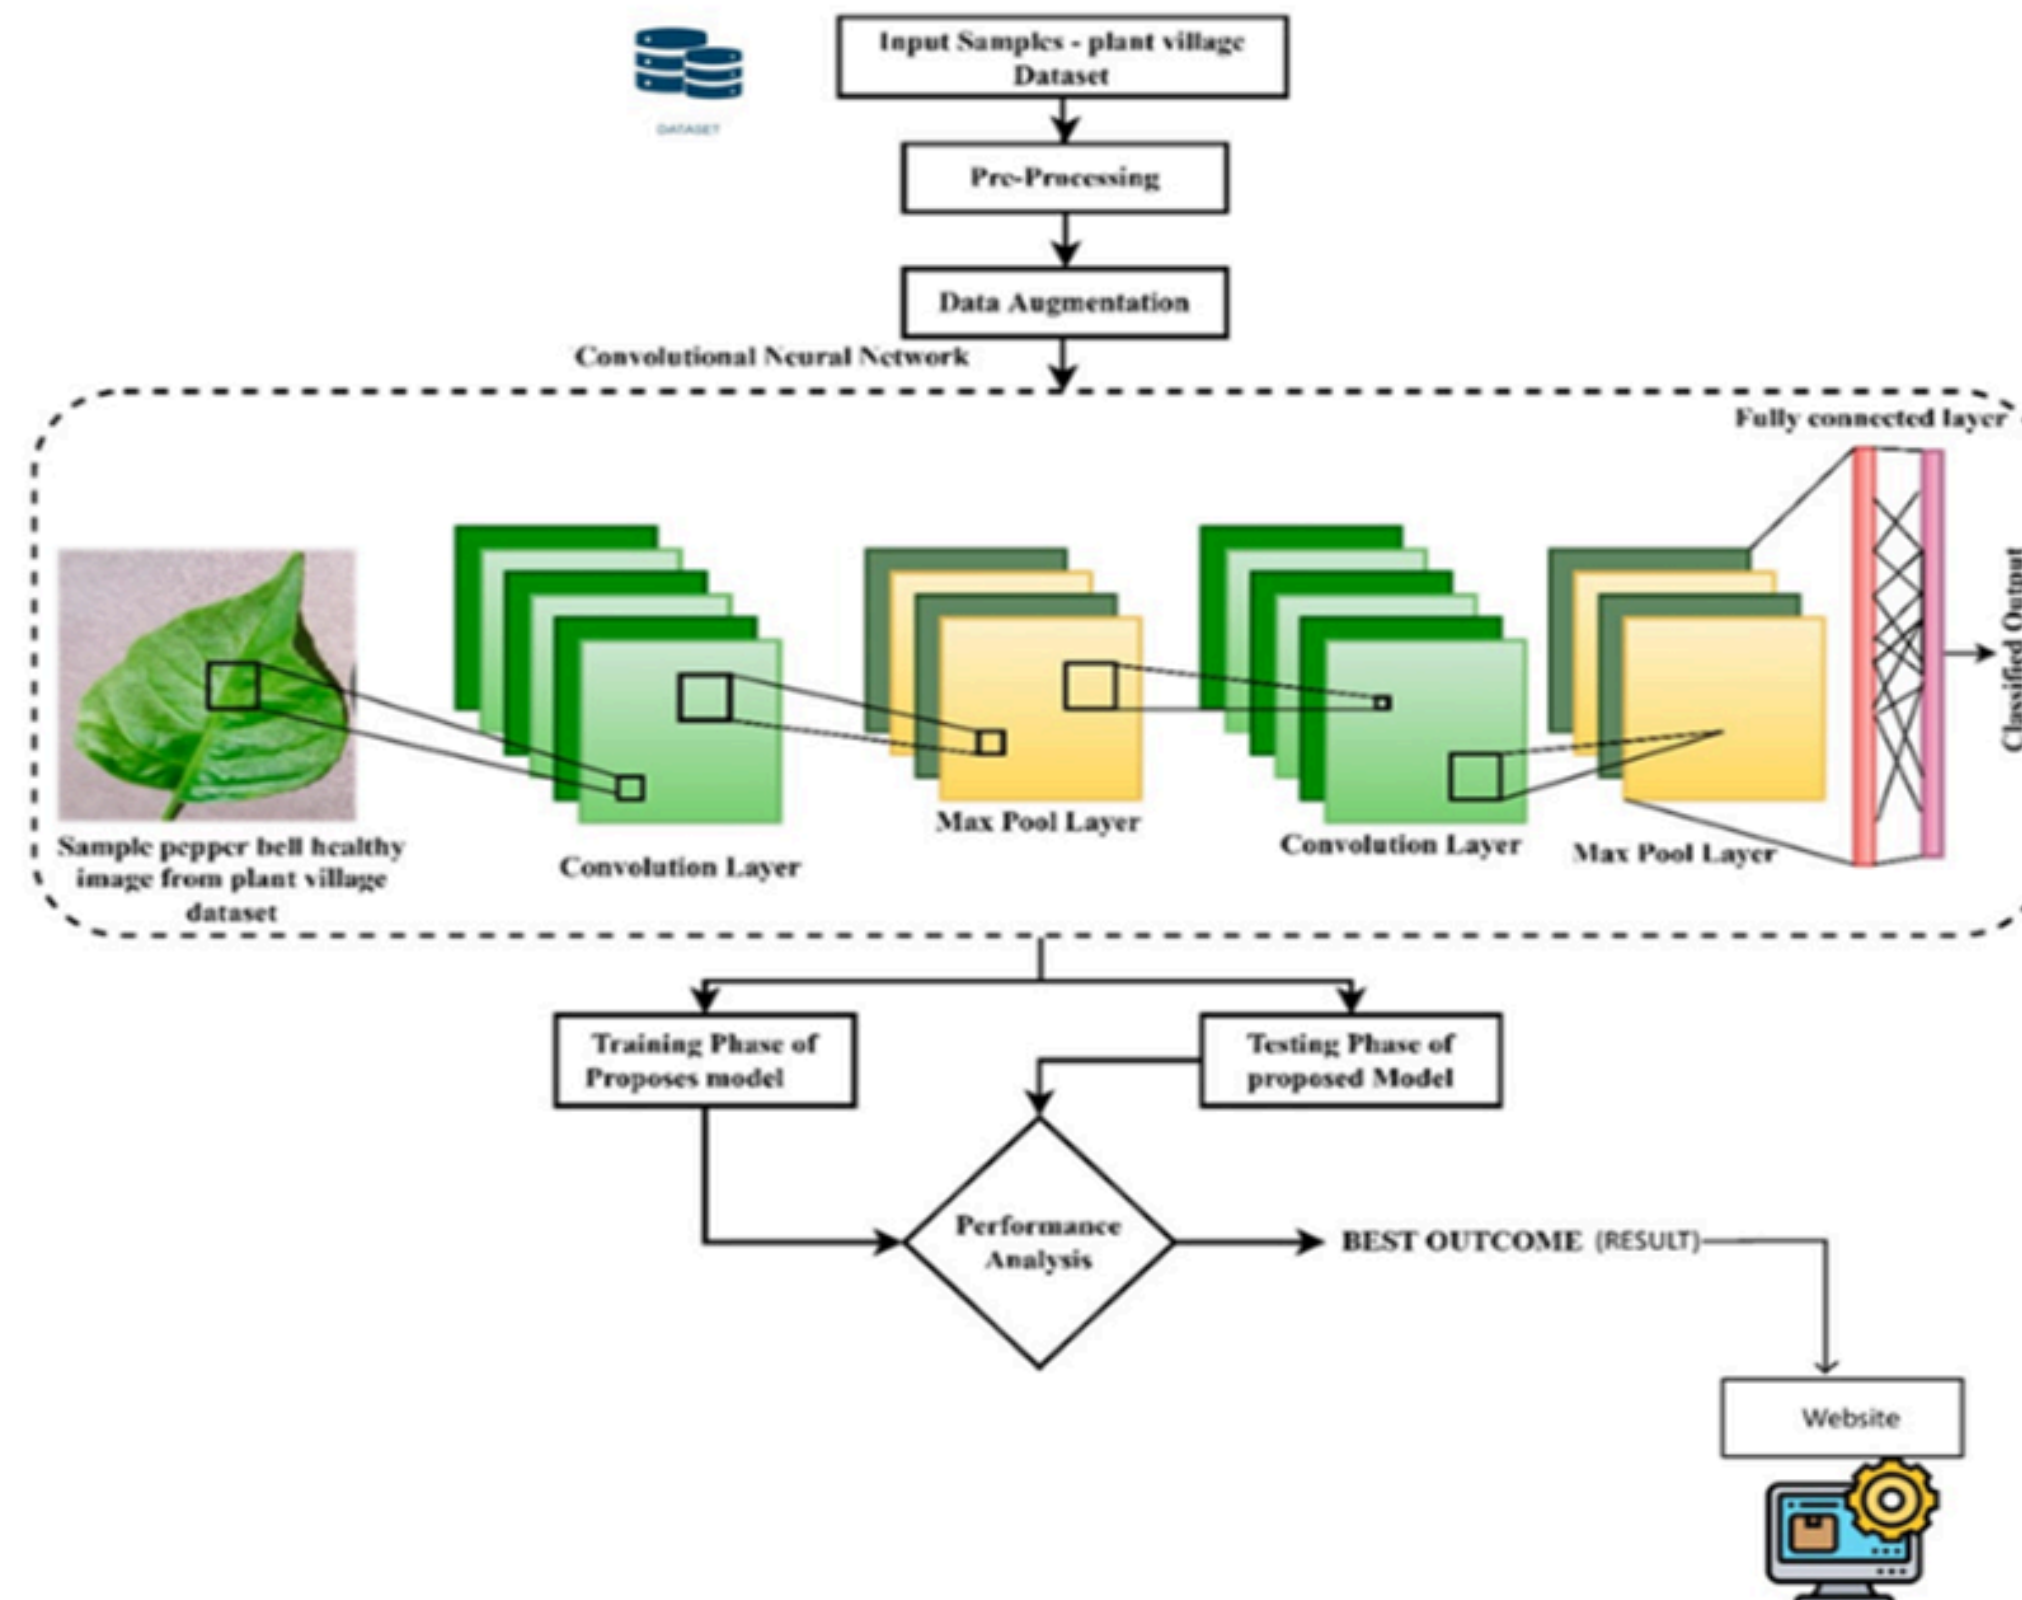 Input Samples - plant village
Dataset
DATASET
Pre-Processing
Data Augmentation
Convolutional Neural Network
Fully connected layer
Classified Output
Sample pepper bell healthy
image from plant village
dataset
Convolution Layer
Max Pool Layer
Convolution Layer
Max Pool Layer
Training Phase of
Proposes model
Testing Phase of
proposed Model
Performance
Analysis
BEST OUTCOME (RESULT)
Website